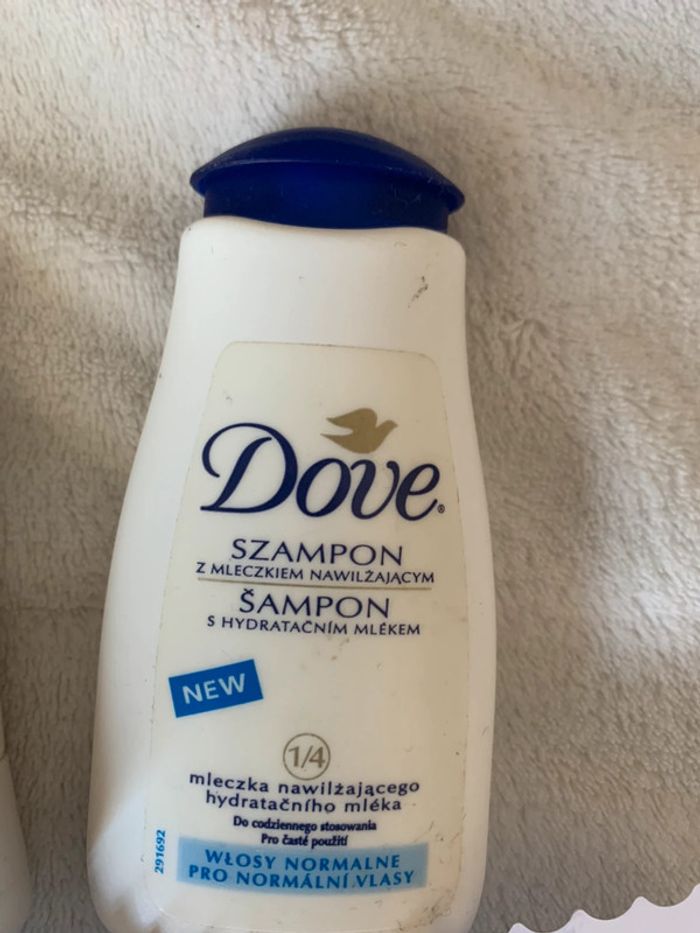 Dove®
SZAMPON
Z MLECZKIEM NAWILŻAJĄCYM
ŠAMPON
S HYDRATAČNÍM MLÉKEM
NEW
1/4
mleczka nawilżającego
hydratačního mléka
Do codziennego stosowania
Pro časté použití
291692
WŁOSY NORMALNE
PRO NORMÁLNÍ VLASY